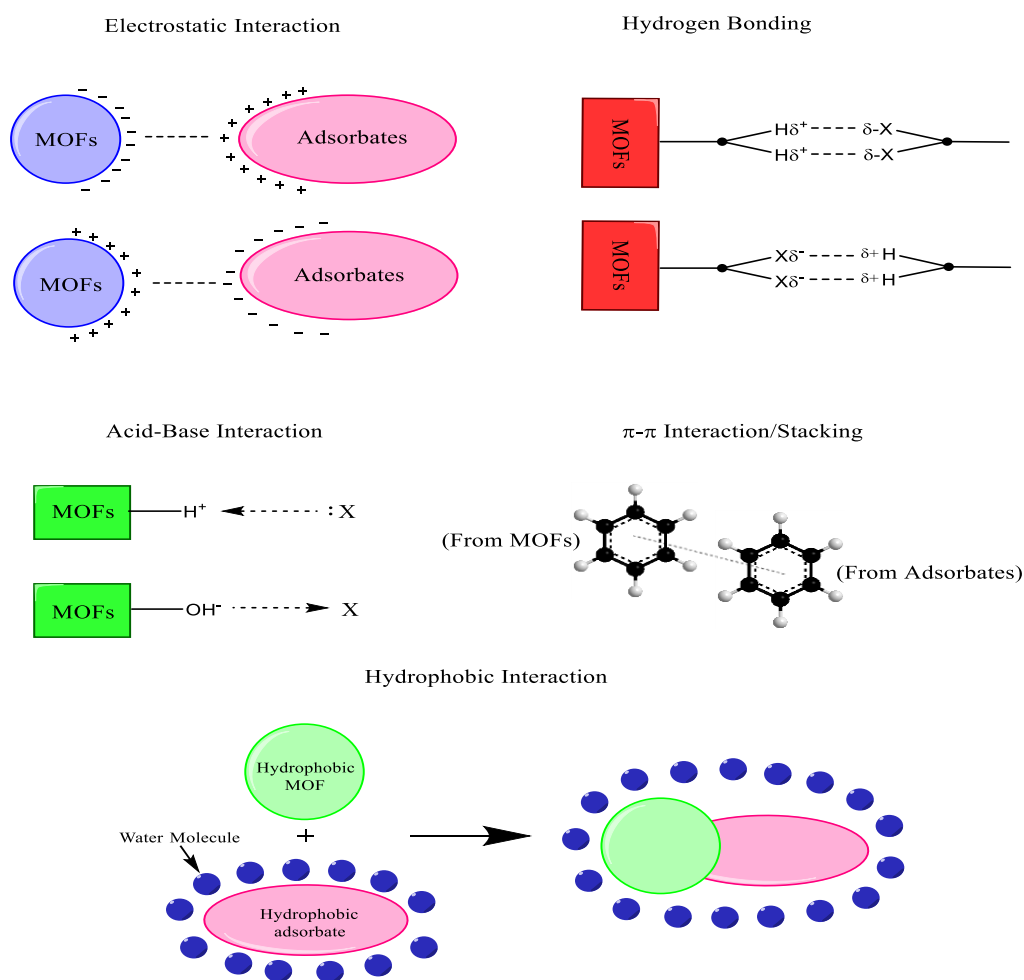 Electrostatic Interaction
Hydrogen Bonding
MOFs
Adsorbates
MOFs
Adsorbates
MOFs
Hδ⁺ δ-X
Hδ⁺ δ-X
MOFs
Xδ⁻ δ+H
Xδ⁻ δ+H
Acid-Base Interaction
π-π Interaction/Stacking
MOFs H⁺ :X
MOFs OH⁻ X
(From MOFs)
(From Adsorbates)
Hydrophobic Interaction
Hydrophobic
MOF
+
Water Molecule
Hydrophobic
adsorbate